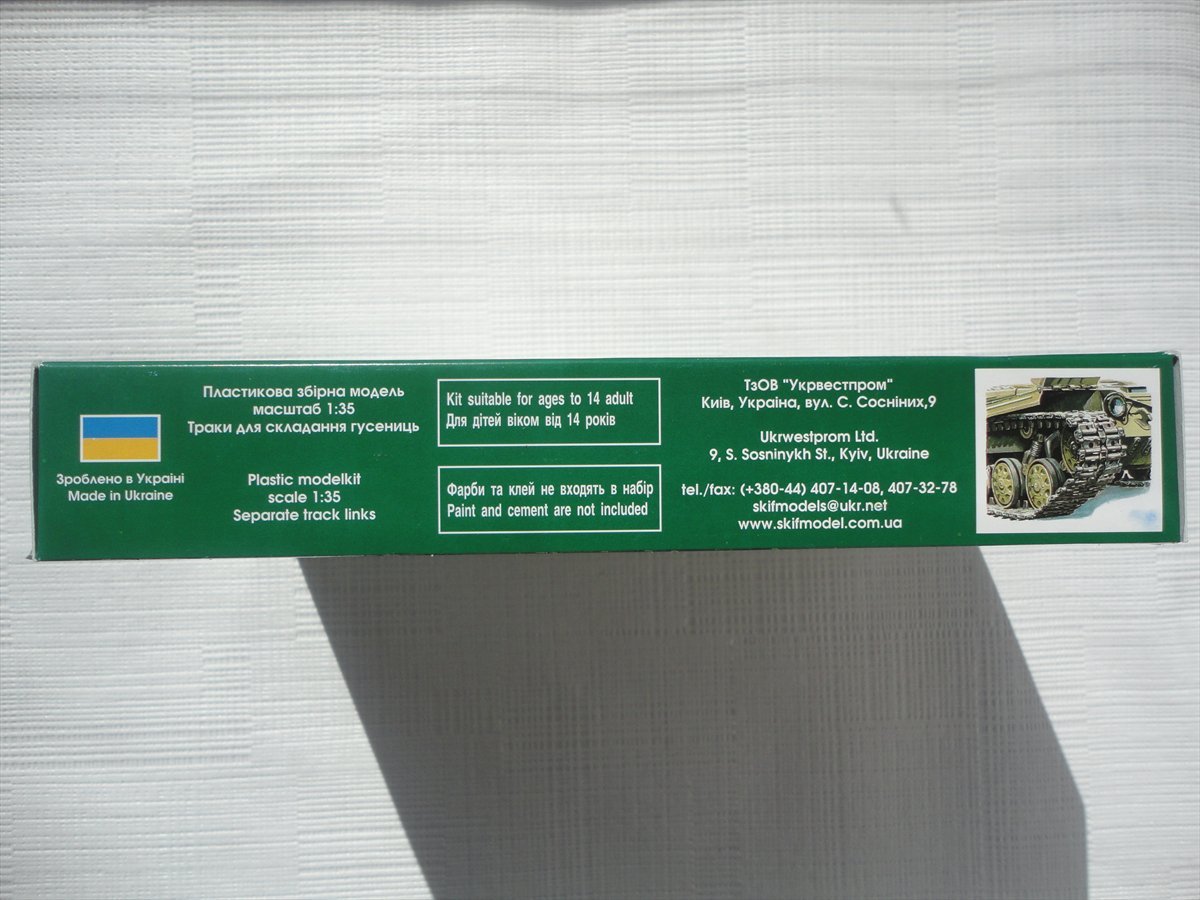 Зроблено в Україні
Made in Ukraine
Пластикова збірна модель
масштаб 1:35
Траки для складання гусениць
Plastic modelkit
scale 1:35
Separate track links
Kit suitable for ages to 14 adult
Для дітей віком від 14 років
Фарби та клей не входять в набір
Paint and cement are not included
ТзОВ "Укрвестпром"
Київ, Україна, вул. С. Сосніних,9
Ukrwestprom Ltd.
9, S. Sosninykh St., Kyiv, Ukraine
tel./fax: (+380-44) 407-14-08, 407-32-78
skifmodels@ukr.net
www.skifmodel.com.ua